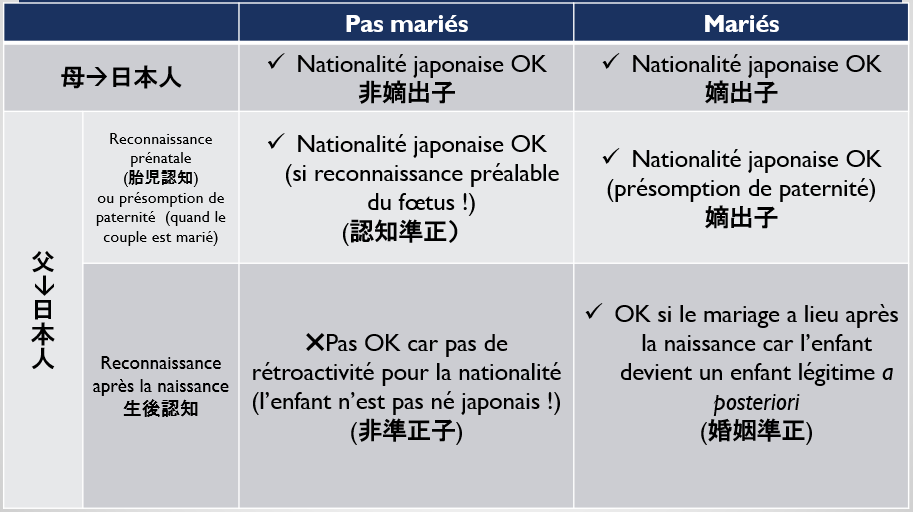 Pas mariés
Mariés
母→日本人
✓ Nationalité japonaise OK
非嫡出子
✓ Nationalité japonaise OK
嫡出子
父→日本人
Reconnaissance
prénatale
(胎児認知)
ou présomption de
paternité (quand le
couple est marié)
✓ Nationalité japonaise OK
(si reconnaissance préalable
du fœtus !)
(認知準正）
✓ Nationalité japonaise OK
(présomption de paternité)
嫡出子
Reconnaissance
après la naissance
生後認知
❌Pas OK car pas de
rétroactivité pour la nationalité
(l’enfant n’est pas né japonais !)
(非準正子)
✓ OK si le mariage a lieu après
la naissance car l’enfant
devient un enfant légitime a
posteriori
(婚姻準正)